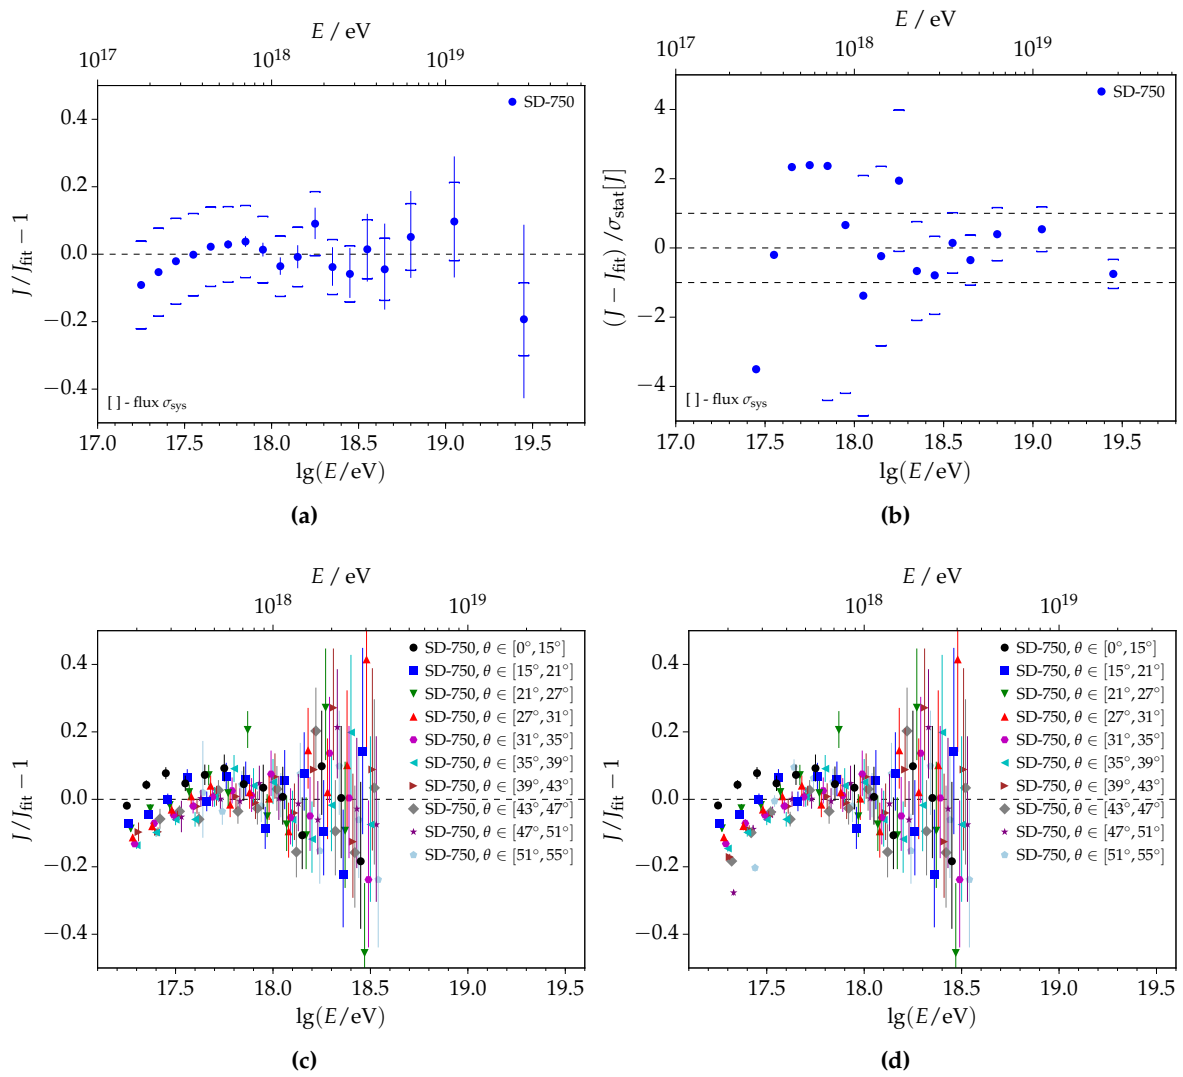 E / eV
10^17 10^18 10^19
0.4
0.2
0.0
−0.2
−0.4
J / J_fit − 1
SD-750
[ ] - flux σ_sys
17.0 17.5 18.0 18.5 19.0 19.5
lg(E/eV)
(a)
E / eV
10^17 10^18 10^19
4
2
0
−2
−4
(J − J_fit) / σ_stat[J]
SD-750
[ ] - flux σ_sys
17.0 17.5 18.0 18.5 19.0 19.5
lg(E/eV)
(b)
E / eV
10^18 10^19
0.4
0.2
0.0
−0.2
−0.4
J / J_fit − 1
SD-750, θ ∈ [0°, 15°]
SD-750, θ ∈ [15°, 21°]
SD-750, θ ∈ [21°, 27°]
SD-750, θ ∈ [27°, 31°]
SD-750, θ ∈ [31°, 35°]
SD-750, θ ∈ [35°, 39°]
SD-750, θ ∈ [39°, 43°]
SD-750, θ ∈ [43°, 47°]
SD-750, θ ∈ [47°, 51°]
SD-750, θ ∈ [51°, 55°]
17.5 18.0 18.5 19.0 19.5
lg(E/eV)
(c)
E / eV
10^18 10^19
0.4
0.2
0.0
−0.2
−0.4
J / J_fit − 1
SD-750, θ ∈ [0°, 15°]
SD-750, θ ∈ [15°, 21°]
SD-750, θ ∈ [21°, 27°]
SD-750, θ ∈ [27°, 31°]
SD-750, θ ∈ [31°, 35°]
SD-750, θ ∈ [35°, 39°]
SD-750, θ ∈ [39°, 43°]
SD-750, θ ∈ [43°, 47°]
SD-750, θ ∈ [47°, 51°]
SD-750, θ ∈ [51°, 55°]
17.5 18.0 18.5 19.0 19.5
lg(E/eV)
(d)